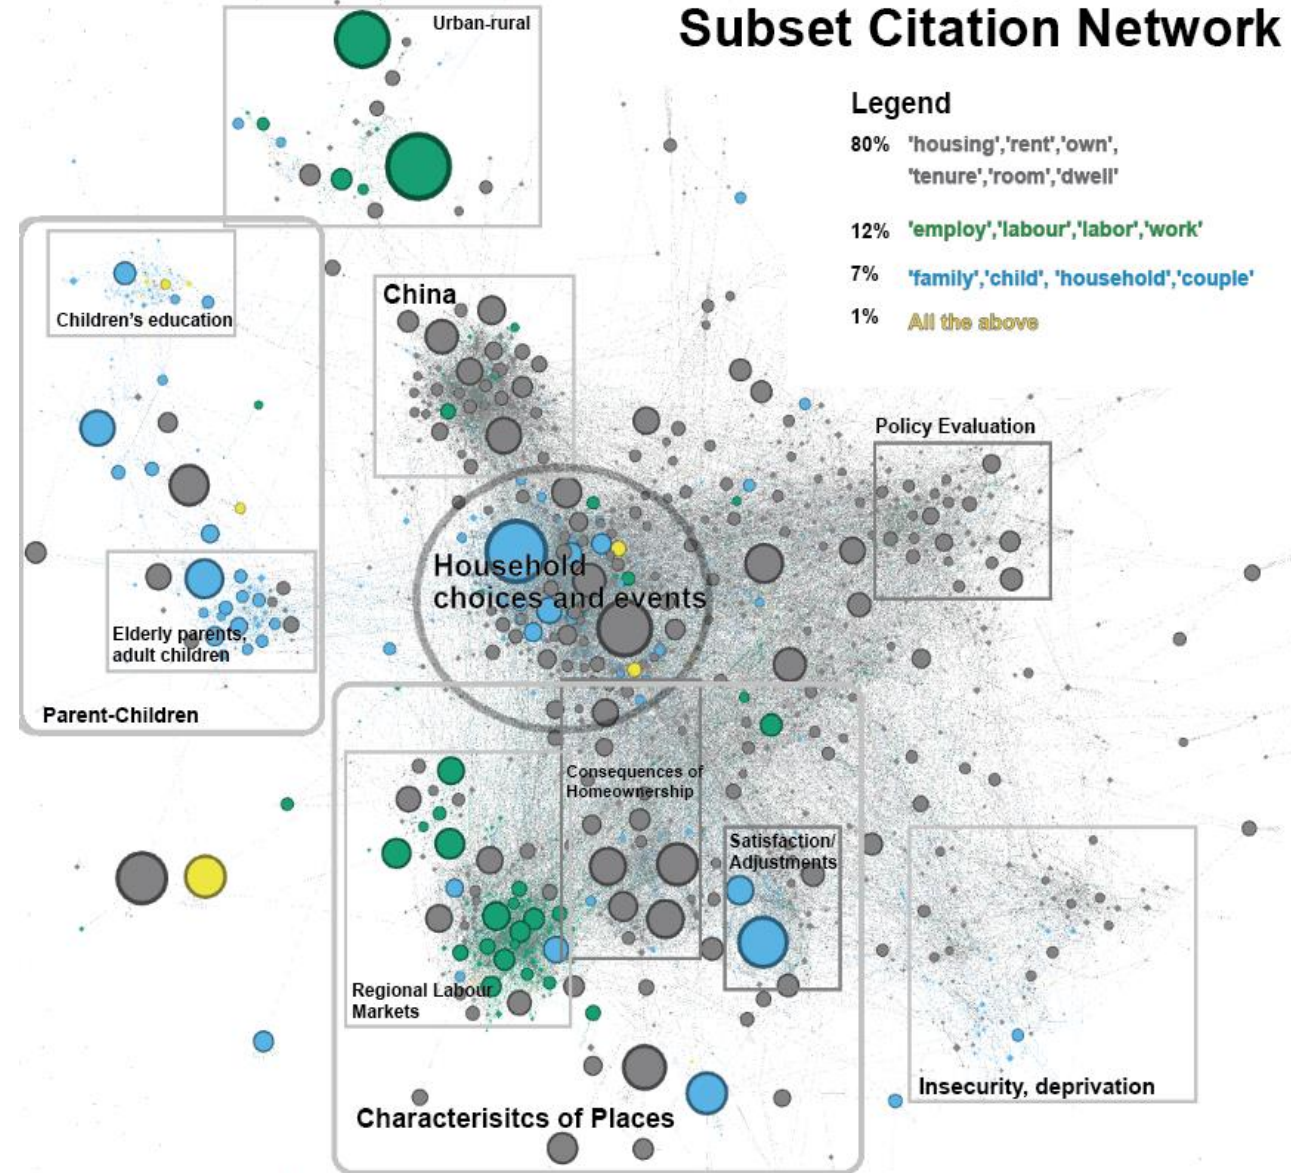 Subset Citation Network
Urban-rural
Legend
80% 'housing','rent','own',
'tenure','room','dwell'
12% 'employ','labour','labor','work'
7% 'family','child', 'household','couple'
1% All the above
Children's education
China
Policy Evaluation
Household
choices and events
Elderly parents,
adult children
Parent-Children
Consequences of
Homeownership
Satisfaction/
Adjustments
Regional Labour
Markets
Insecurity, deprivation
Characterisitcs of Places